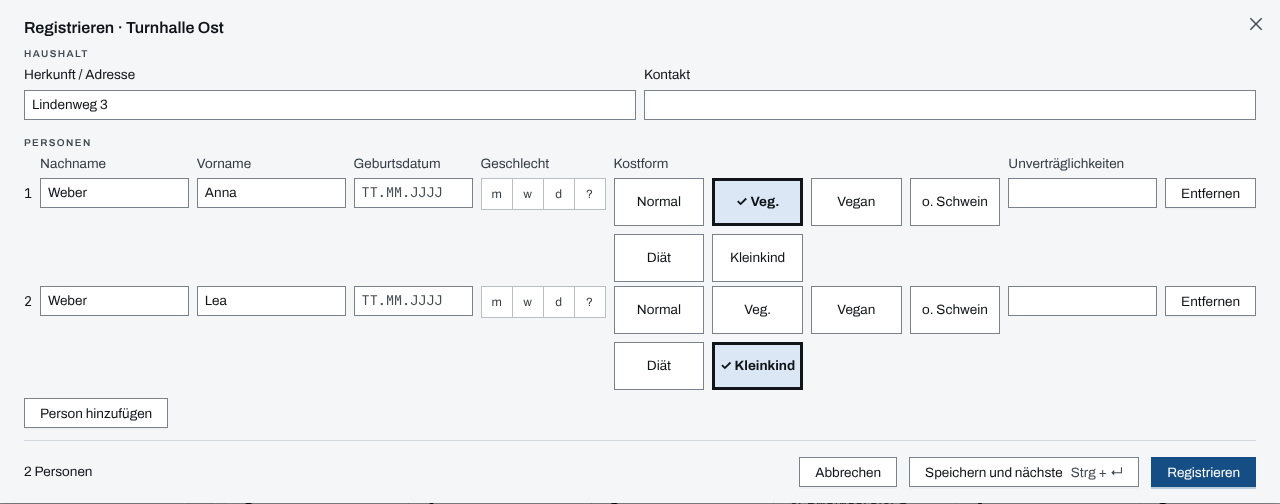 Registrieren · Turnhalle Ost
HAUSHALT
Herkunft / Adresse Kontakt
Lindenweg 3
PERSONEN
Nachname Vorname Geburtsdatum Geschlecht Kostform Unverträglichkeiten
1 Weber Anna TT.MM.JJJJ m w d ? Normal ✓ Veg. Vegan o. Schwein Entfernen
Diät Kleinkind
2 Weber Lea TT.MM.JJJJ m w d ? Normal Veg. Vegan o. Schwein Entfernen
Diät ✓ Kleinkind
Person hinzufügen
2 Personen Abbrechen Speichern und nächste Strg + ↵ Registrieren